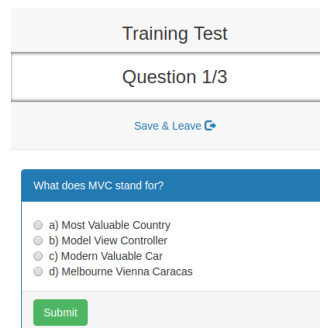 Training Test
Question 1/3
Save & Leave
What does MVC stand for?
a) Most Valuable Country
b) Model View Controller
c) Modern Valuable Car
d) Melbourne Vienna Caracas
Submit